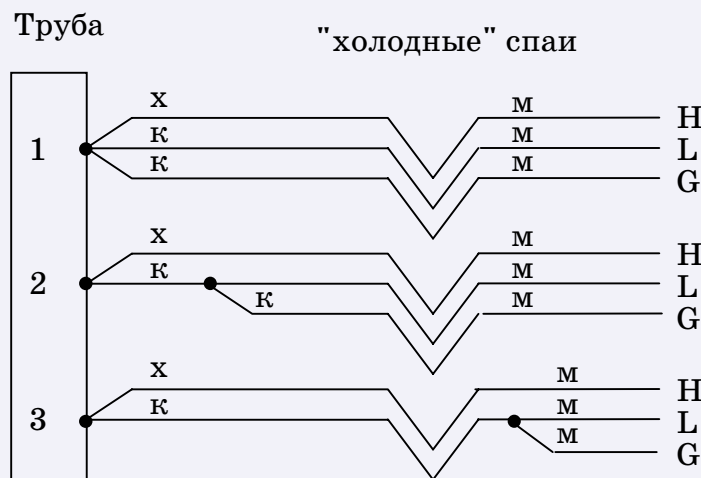 Труба
"холодные" спаи
х м H
1 к м L
к м G
х м H
2 к м L
к м G
х м H
3 к м L
м G